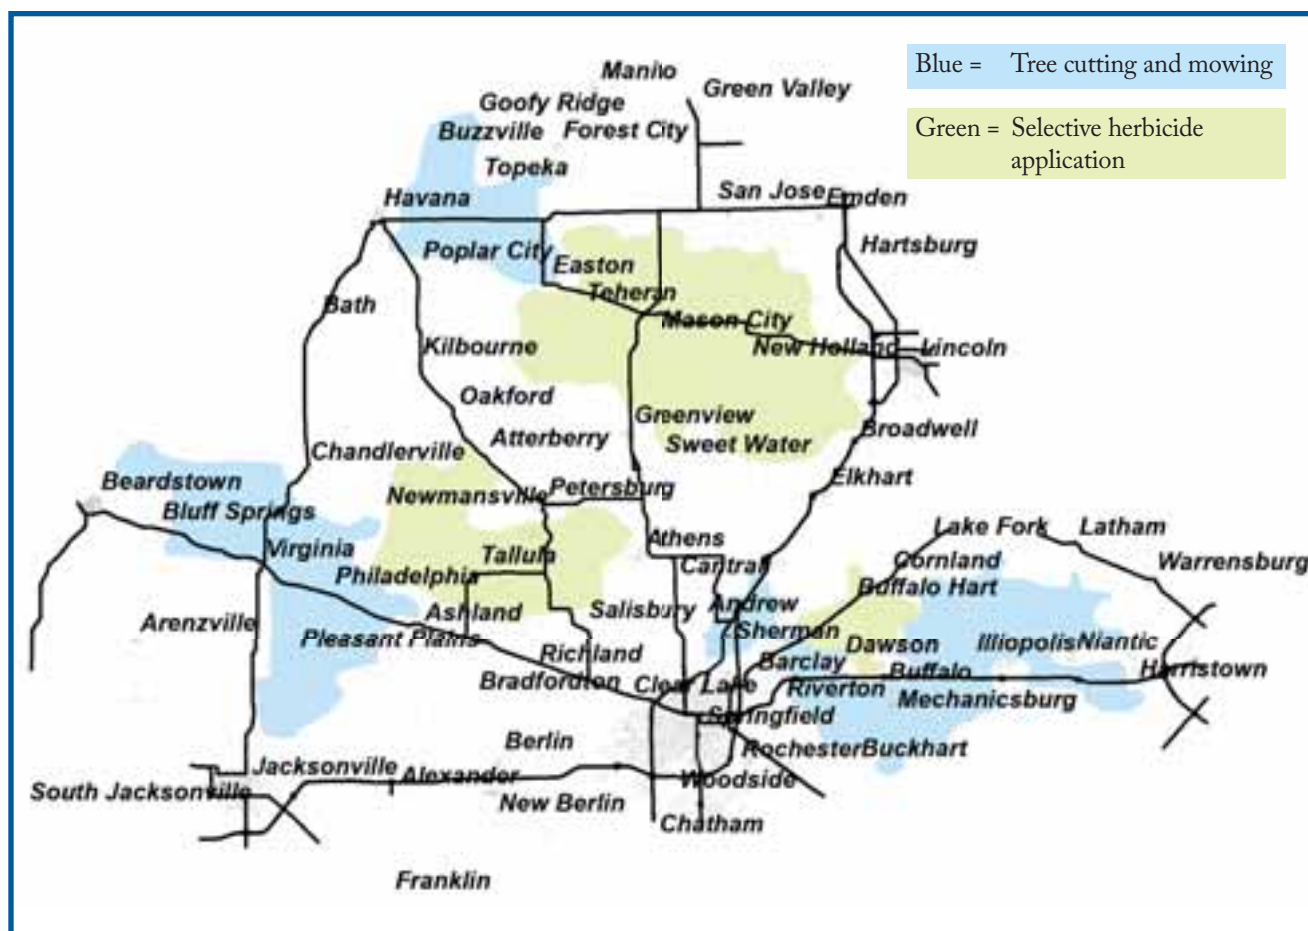 Blue = Tree cutting and mowing
Green = Selective herbicide
application
Manito
Green Valley
Goofy Ridge
Buzzville
Forest City
Topeka
San Jose
Emden
Havana
Hartsburg
Poplar City
Easton
Teheran
Bath
Mason City
Kilbourne
New Holland
Lincoln
Oakford
Greenview
Atterberry
Sweet Water
Broadwell
Chandlerville
Elkhart
Beardstown
Newmansville
Petersburg
Bluff Springs
Lake Fork
Latham
Virginia
Athens
Tallula
Cantrall
Cornland
Warrensburg
Philadelphia
Buffalo Hart
Ashland
Salisbury
Andrew
Arenzville
Pleasant Plains
Sherman
Dawson
Illiopolis
Niantic
Richland
Barclay
Buffalo
Harristown
Bradfordton
Clear Lake
Riverton
Mechanicsburg
Springfield
Berlin
Rochester
Buckhart
Jacksonville
Alexander
Woodside
South Jacksonville
New Berlin
Chatham
Franklin